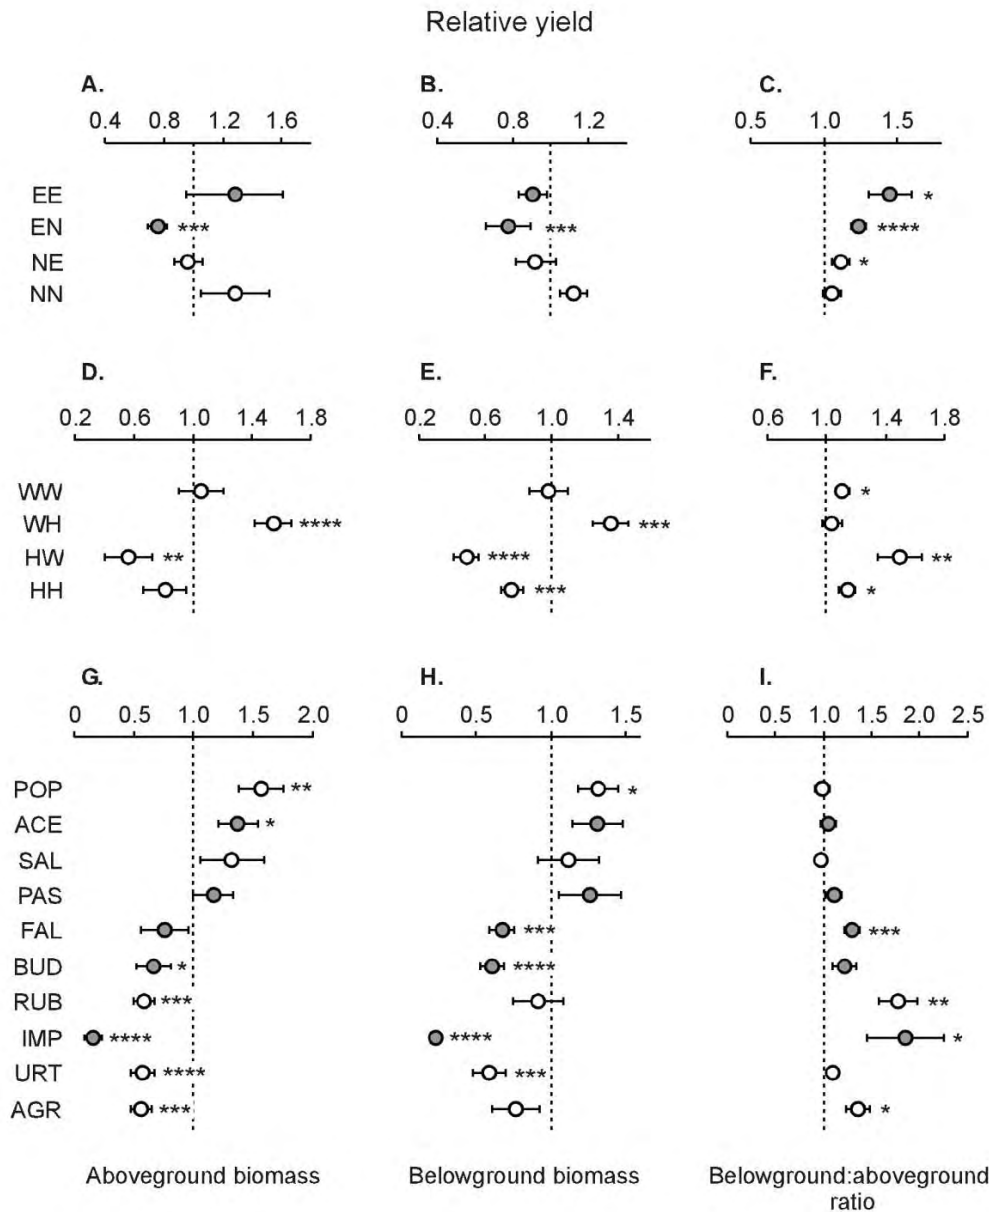 Relative yield
A. B. C.
0.4 0.8 1.2 1.6 0.4 0.8 1.2 0.5 1.0 1.5
EE *
EN *** *** ****
NE *
NN
D. E. F.
0.2 0.6 1.0 1.4 1.8 0.2 0.6 1.0 1.4 0.6 1.0 1.4 1.8
WW *
WH **** ***
HW ** **** **
HH *** *
G. H. I.
0 0.5 1.0 1.5 2.0 0 0.5 1.0 1.5 0 1.0 1.5 2.0 2.5
POP ** *
ACE *
SAL
PAS
FAL *** ***
BUD * ****
RUB *** **
IMP **** **** *
URT **** ***
AGR *** *
Aboveground biomass Belowground biomass Belowground:aboveground
ratio